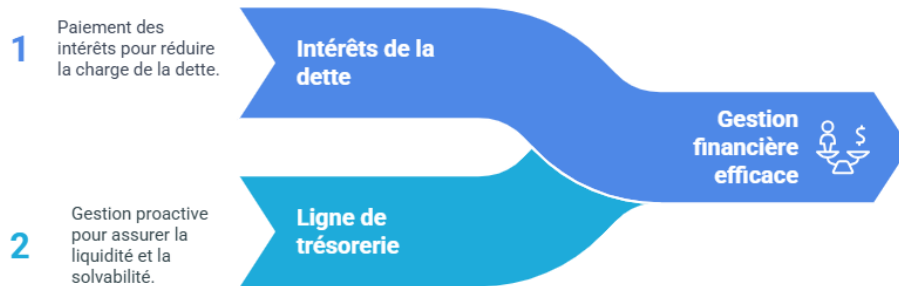 1
Paiement des
intérêts pour réduire
la charge de la dette.
Intérêts de la
dette
Gestion
financière
efficace
$
2
Gestion proactive
pour assurer la
liquidité et la
solvabilité.
Ligne de
trésorerie